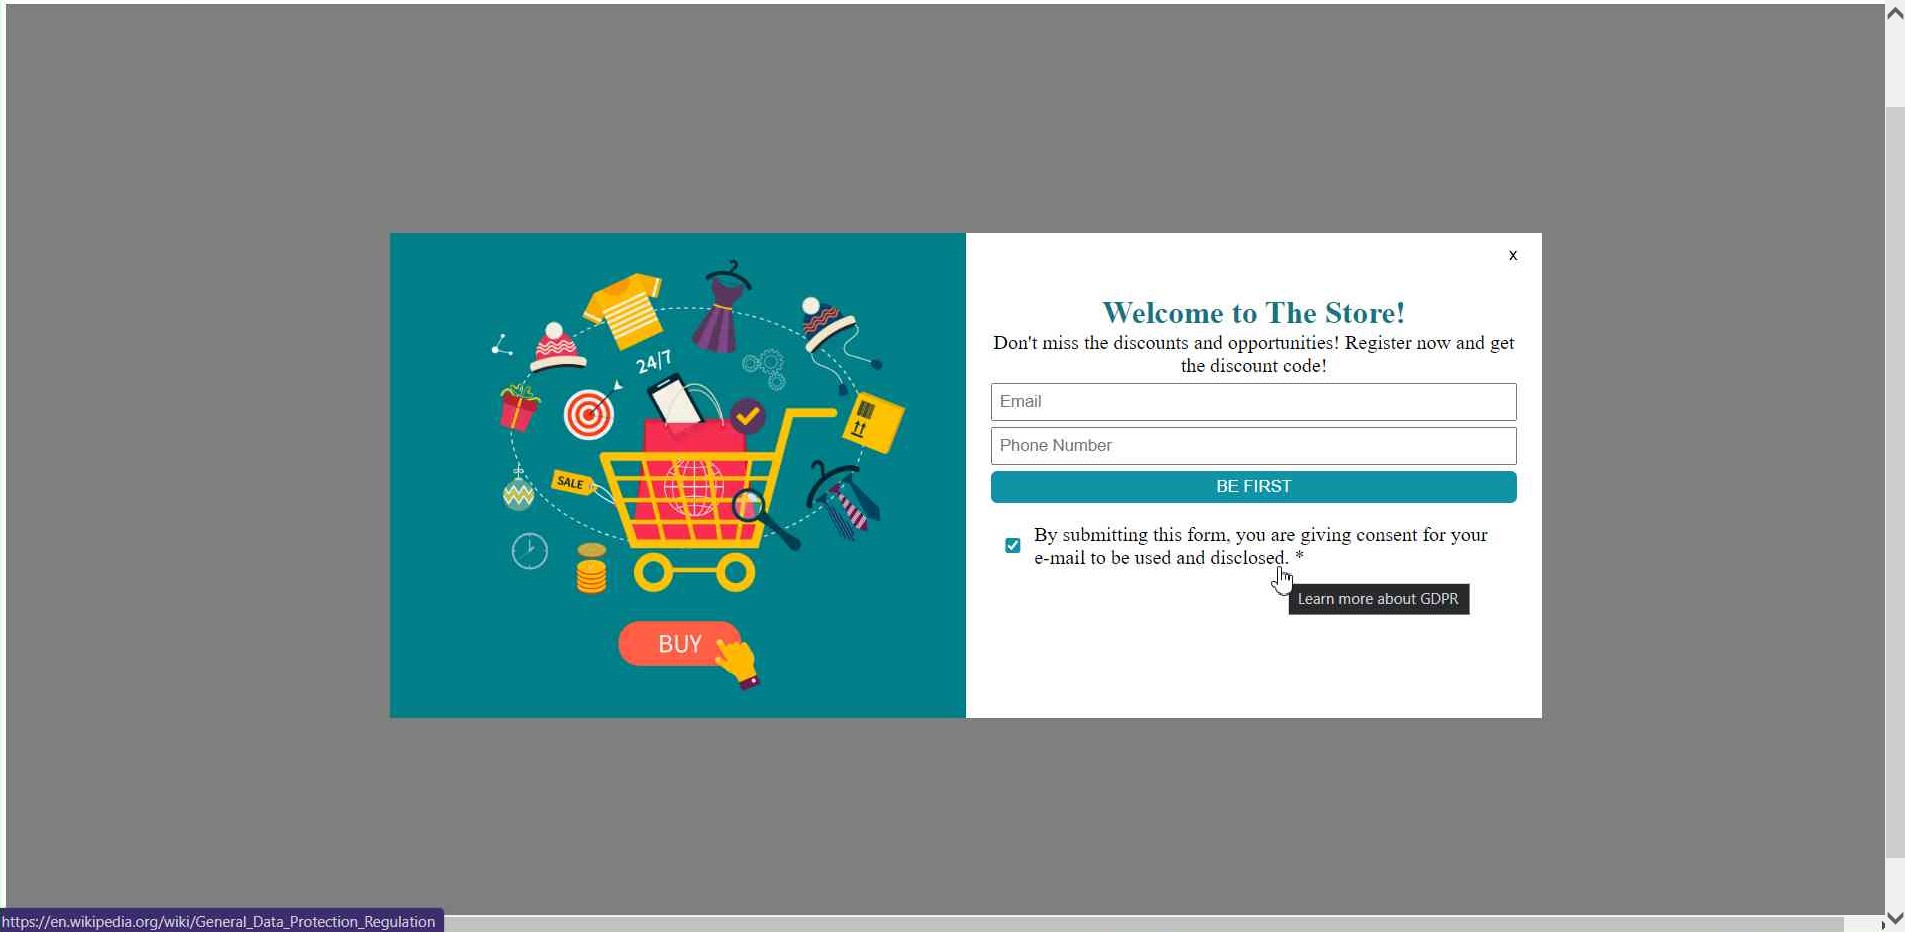 x
Welcome to The Store!
Don't miss the discounts and opportunities! Register now and get
the discount code!
Email
Phone Number
BE FIRST
By submitting this form, you are giving consent for your
e-mail to be used and disclosed. *
Learn more about GDPR
24/7
SALE
BUY
https://en.wikipedia.org/wiki/General_Data_Protection_Regulation